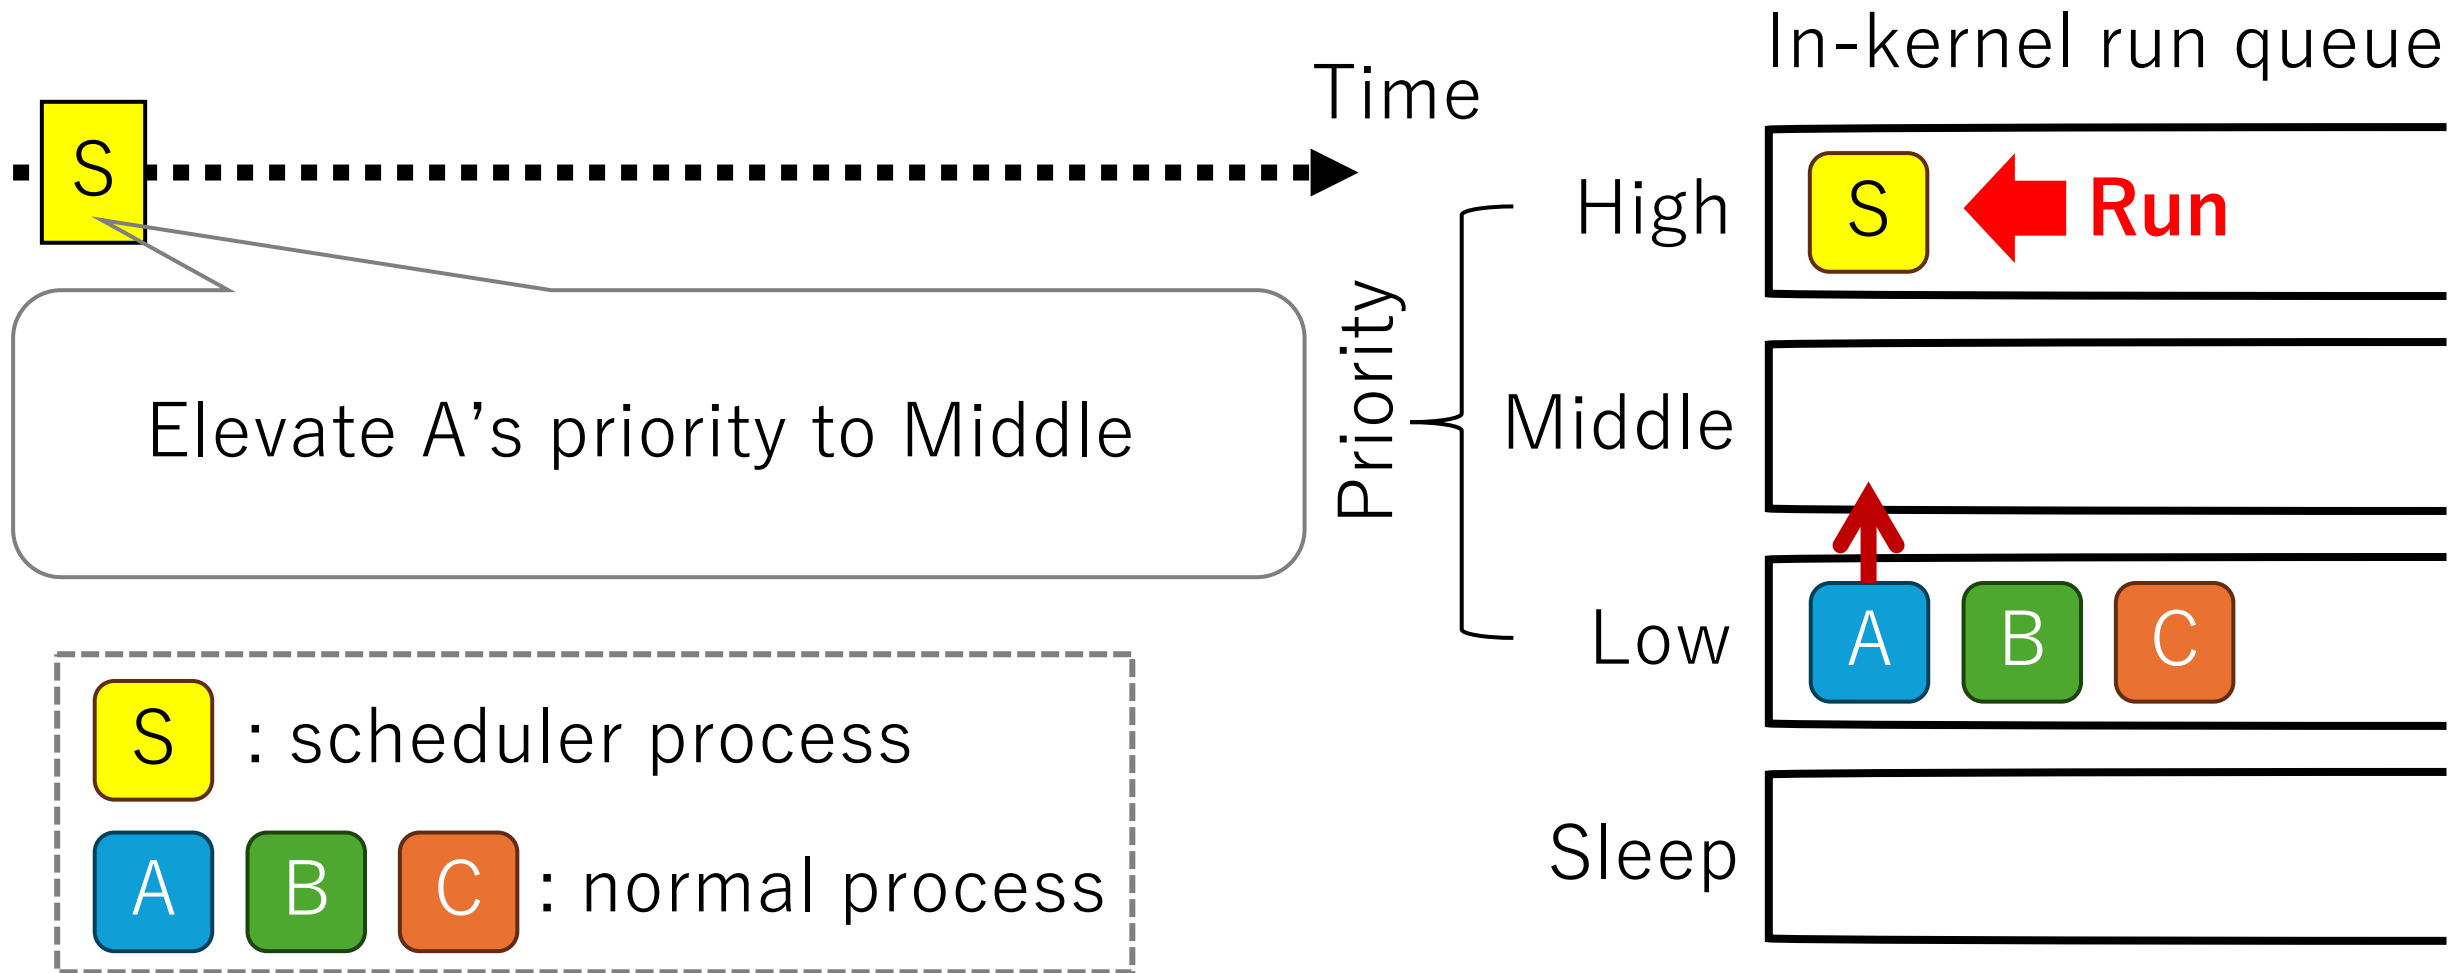 In-kernel run queue
Time
S
High
S
Run
Priority
Elevate A’s priority to Middle
Middle
Low
A B C
S : scheduler process
Sleep
A B C : normal process